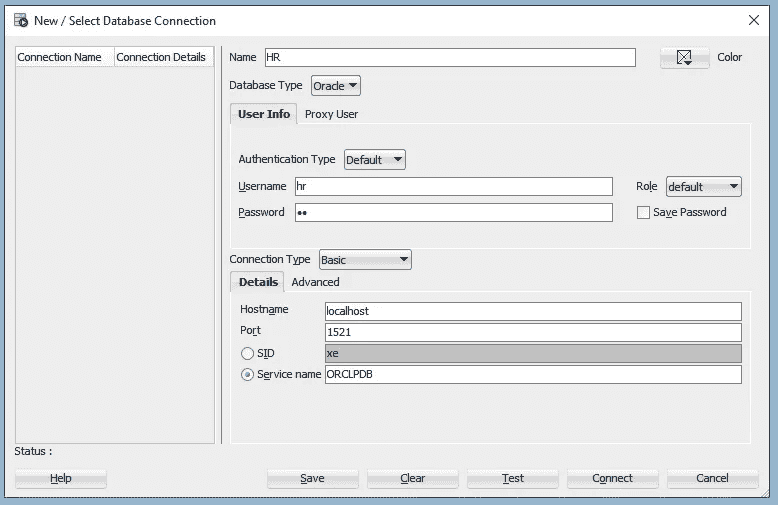 New / Select Database Connection
Connection Name Connection Details
Name HR Color
Database Type Oracle
User Info Proxy User
Authentication Type Default
Username hr Role default
Password •• Save Password
Connection Type Basic
Details Advanced
Hostname localhost
Port 1521
SID xe
Service name ORCLPDB
Status :
Help Save Clear Test Connect Cancel